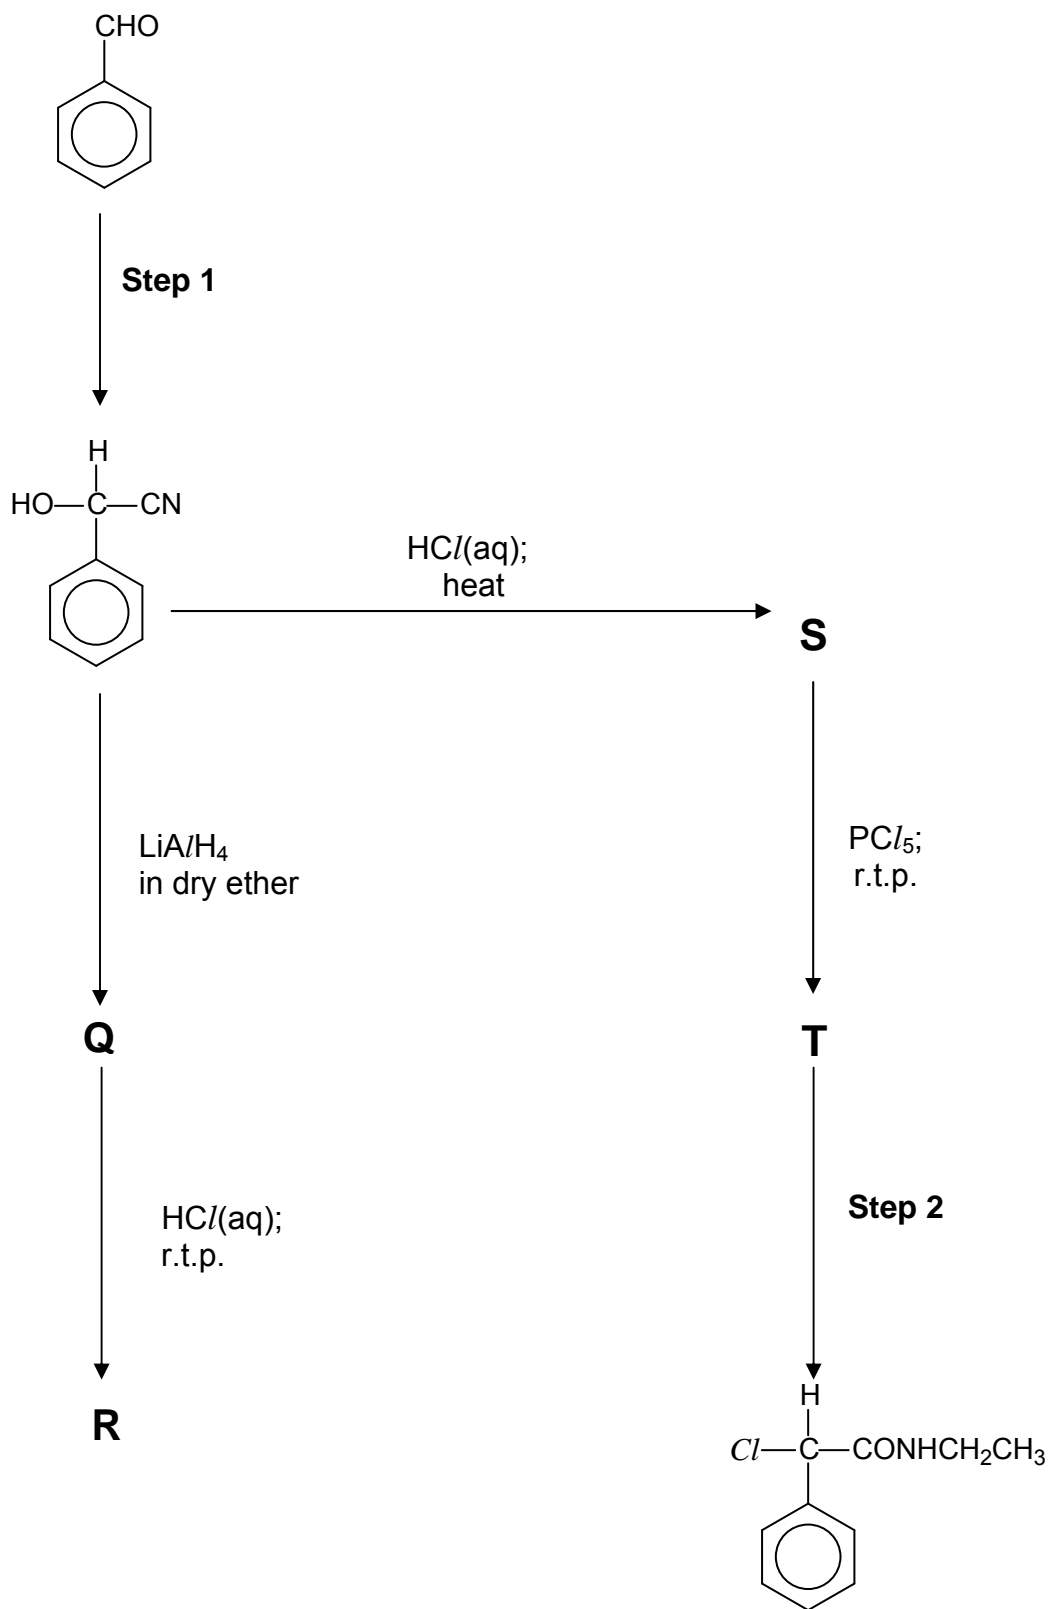 CHO
Step 1
H
HO—C—CN
HCl(aq);
heat
S
LiAlH₄
in dry ether
PCl₅;
r.t.p.
Q
T
HCl(aq);
r.t.p.
Step 2
R
H
Cl—C—CONHCH₂CH₃